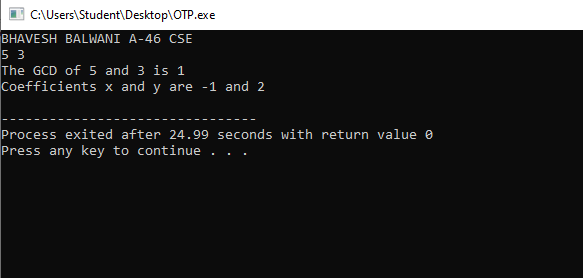 C:\Users\Student\Desktop\OTP.exe
BHAVESH BALWANI A-46 CSE
5 3
The GCD of 5 and 3 is 1
Coefficients x and y are -1 and 2
--------------------------------
Process exited after 24.99 seconds with return value 0
Press any key to continue . . .